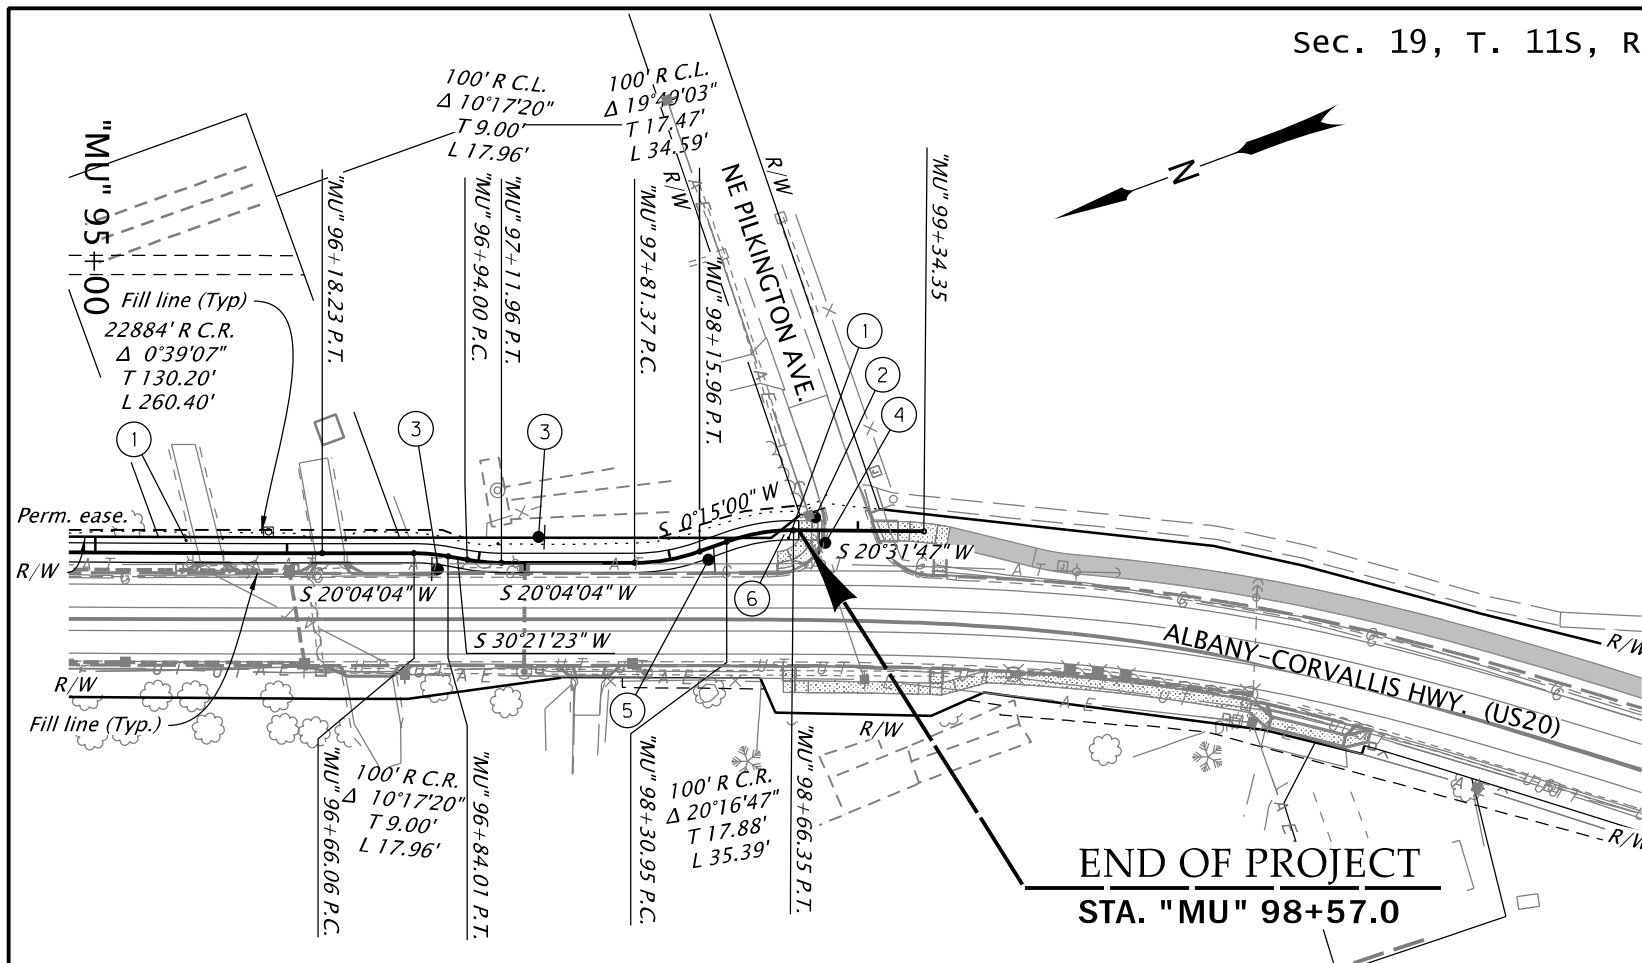 Sec. 19, T. 11S, R
100' R C.L.
Δ 10°17'20"
T 9.00'
L 17.96'
100' R C.L.
Δ 19°49'03"
T 17.47'
L 34.59'
"MU" 95+00
"MU" 96+18.23 P.T.
"MU" 96+94.00 P.C.
"MU" 97+11.96 P.T.
"MU" 97+81.37 P.C.
"MU" 98+15.96 P.T.
R/W
R/W
NE PILKINGTON AVE.
"MU" 99+34.35
N
Fill line (Typ)
22884' R C.R.
Δ 0°39'07"
T 130.20'
L 260.40'
1
2
4
1
3
3
Perm. ease.
R/W
S 0°15'00" W
S 20°31'47" W
S 20°04'04" W
S 20°04'04" W
S 30°21'23" W
6
5
ALBANY-CORVALLIS HWY. (US20)
R/W
R/W
R/W
R/W
Fill line (Typ.)
"MU" 96+66.06 P.C.
100' R C.R.
Δ 10°17'20"
T 9.00'
L 17.96'
"MU" 96+84.01 P.T.
"MU" 98+30.95 P.C.
100' R C.R.
Δ 20°16'47"
T 17.88'
L 35.39'
"MU" 98+66.35 P.T.
END OF PROJECT
STA. "MU" 98+57.0